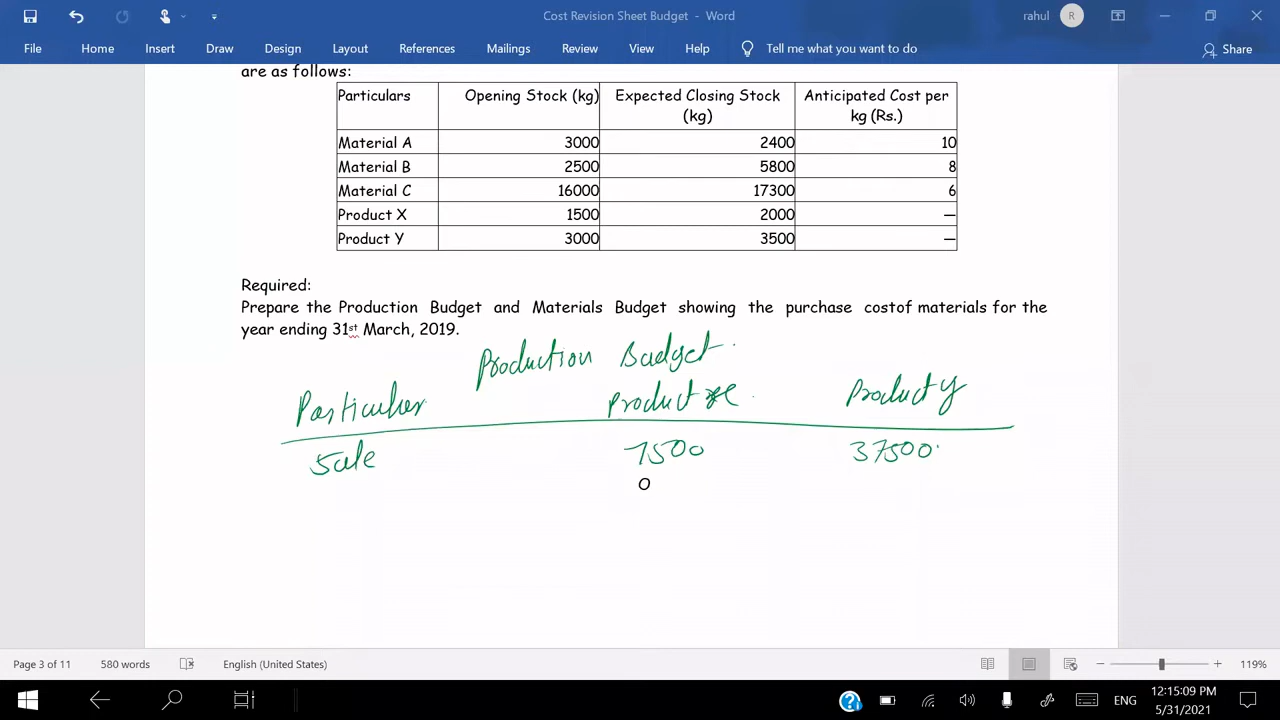 Cost Revision Sheet Budget - Word
rahul R
File Home Insert Draw Design Layout References Mailings Review View Help Tell me what you want to do Share
are as follows:
Particulars Opening Stock (kg) Expected Closing Stock (kg) Anticipated Cost per kg (Rs.)
Material A 3000 2400 10
Material B 2500 5800 8
Material C 16000 17300 6
Product X 1500 2000 —
Product Y 3000 3500 —
Required:
Prepare the Production Budget and Materials Budget showing the purchase costof materials for the
year ending 31st March, 2019.
Production Budget.
Particular Product x Product y
Sale 7500 37500
Page 3 of 11 580 words English (United States) 119%
ENG 12:15:09 PM
5/31/2021